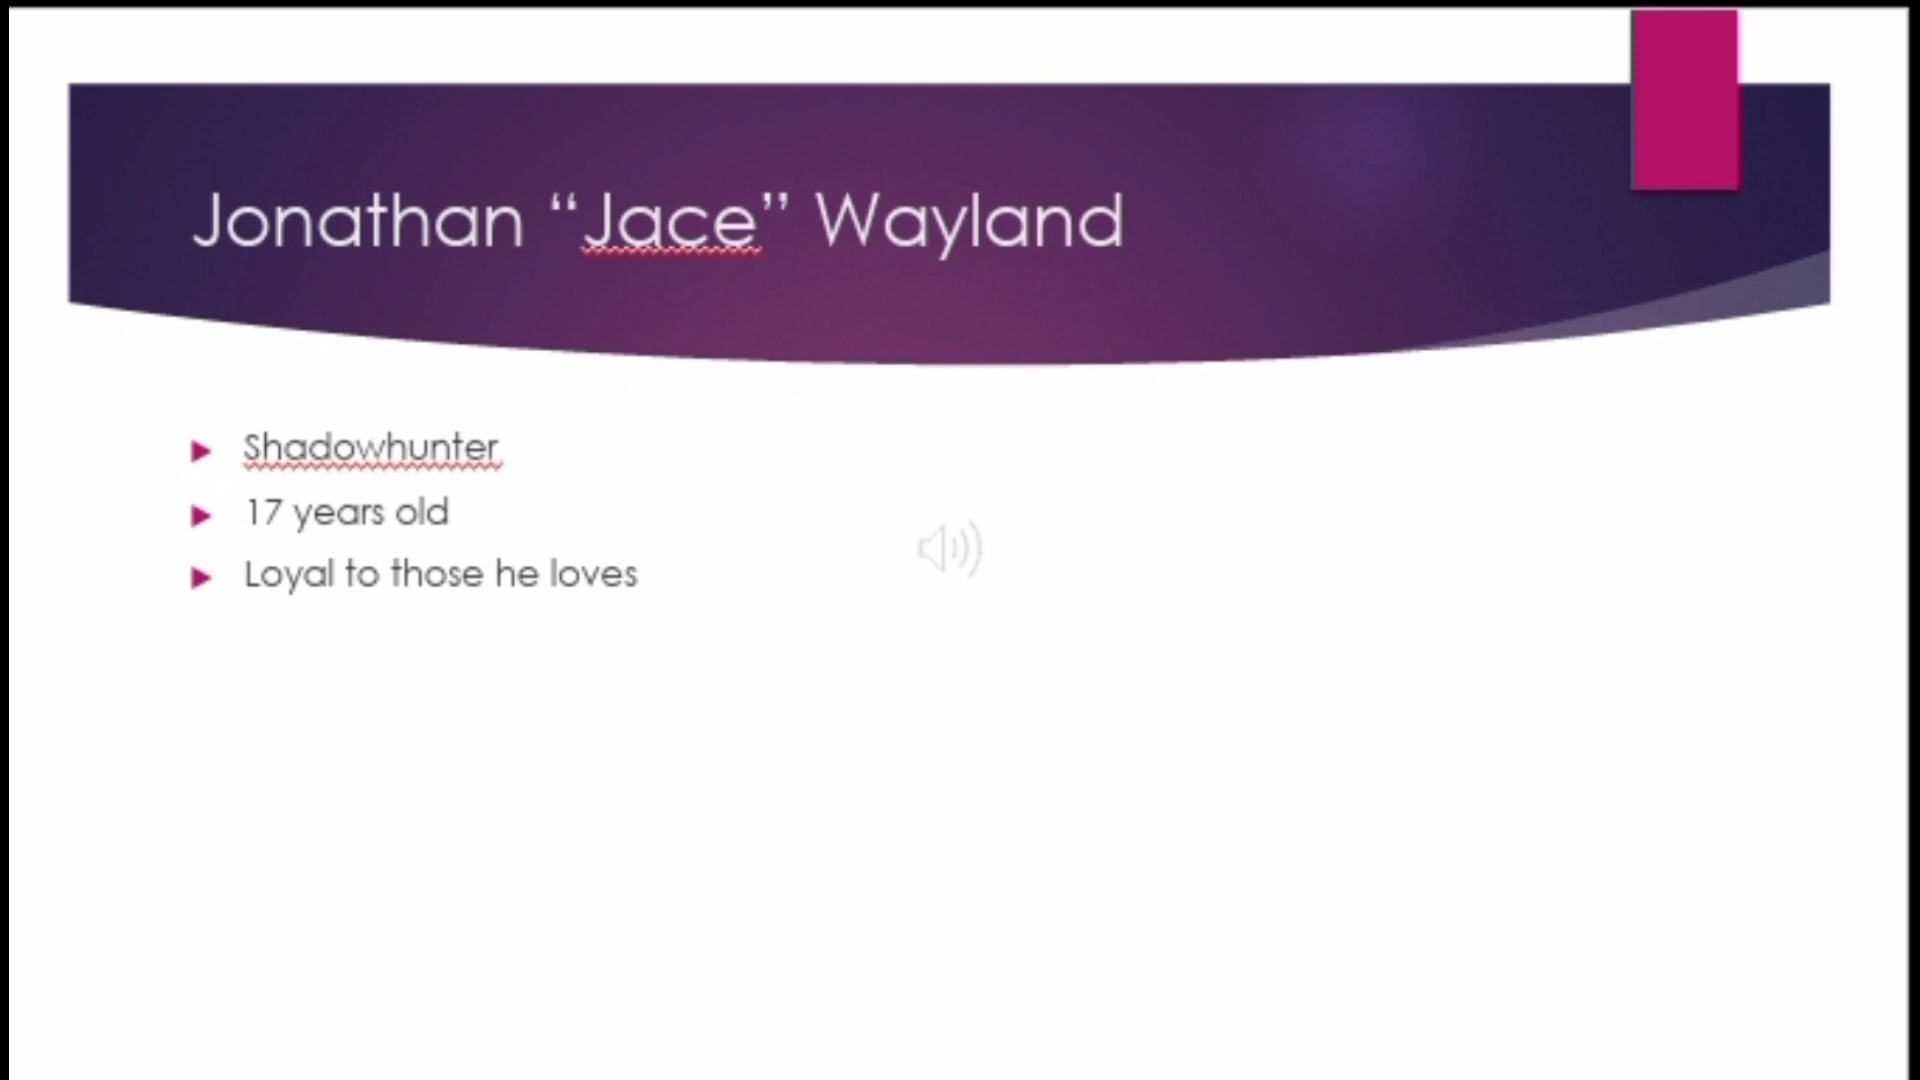 Jonathan “Jace” Wayland
Shadowhunter
17 years old
Loyal to those he loves